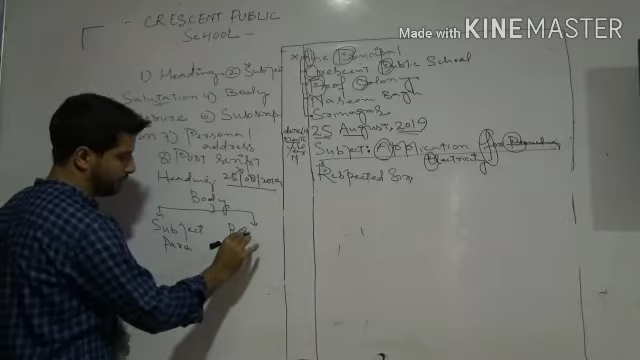 Made with KINEMASTER
- CRESCENT PUBLIC
SCHOOL -
1) Heading 2) Subject
Salutation 4) Body
6) Subscrip
tion 7) Personal
address
8) Post Script
Heading 25/08/2019
Body
Subject
Para
The Principal
Crescent Public School
Colony
Naseem Bagh
Srinagar
25 August, 2019
Subject: Application for
Respected Sir,